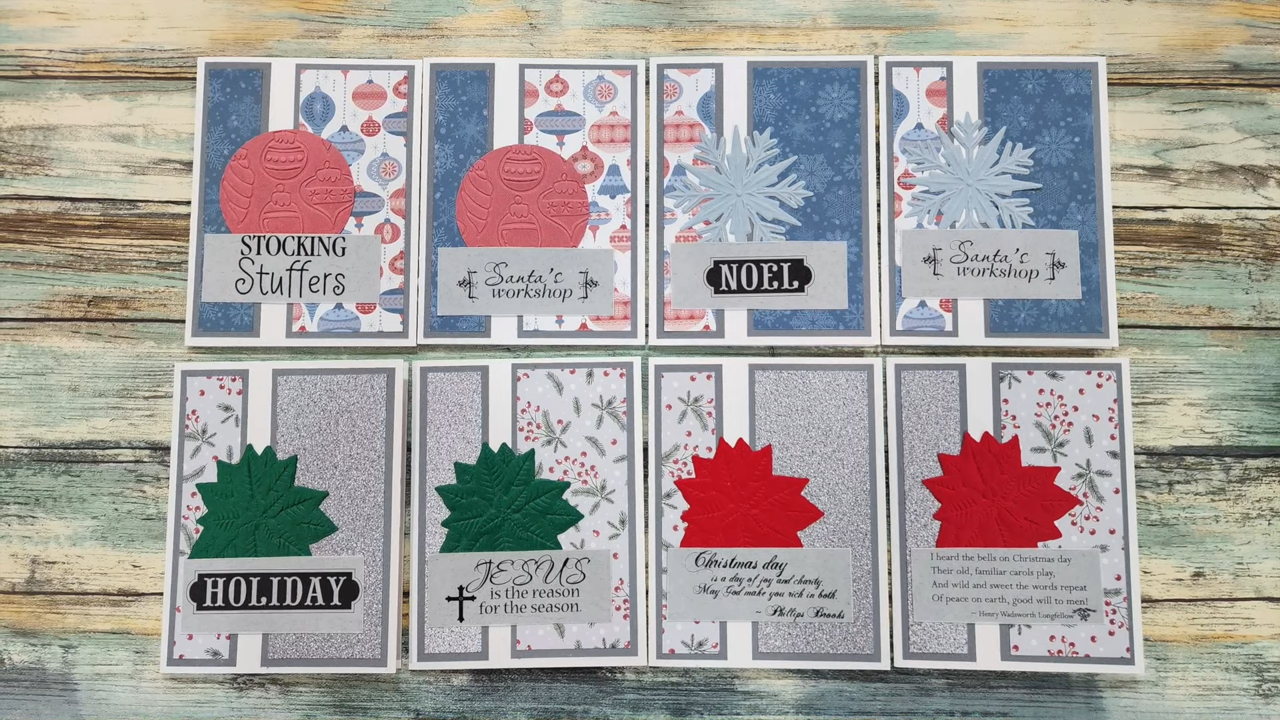 STOCKING
Stuffers
Santa's
workshop
NOEL
Santa's
workshop
HOLIDAY
JESUS
is the reason
for the season.
Christmas day
is a day of joy and charity.
May God make you rich in both.
~ Phillips Brooks
I heard the bells on Christmas day
Their old, familiar carols play,
And wild and sweet the words repeat
Of peace on earth, good will to men!
~ Henry Wadsworth Longfellow